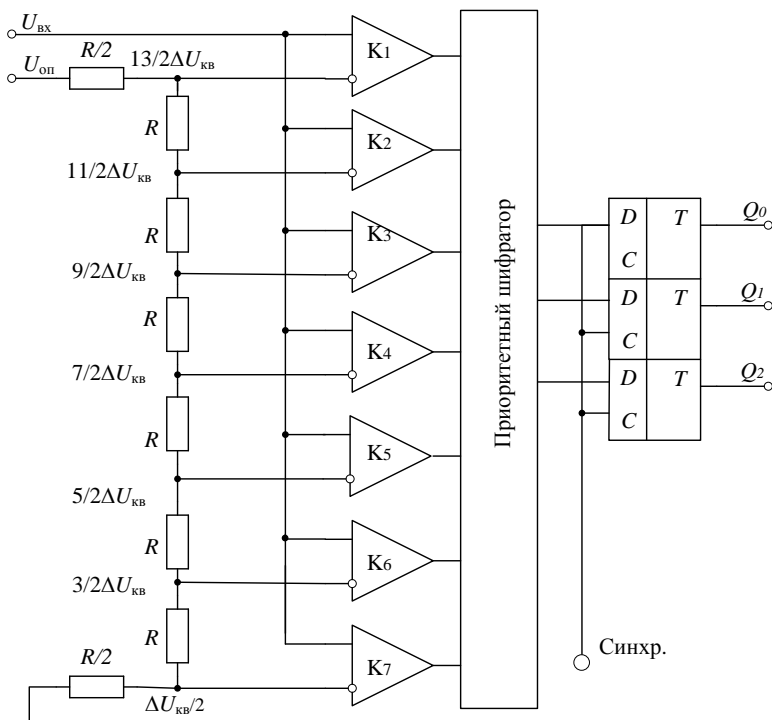 Uвх
Uоп
R/2
13/2ΔUкв
K1
R
11/2ΔUкв
K2
R
9/2ΔUкв
K3
R
7/2ΔUкв
K4
R
5/2ΔUкв
K5
R
3/2ΔUкв
K6
R
R/2
ΔUкв/2
K7
Приоритетный шифратор
D T Q0
C
D T Q1
C
D T Q2
C
Синхр.